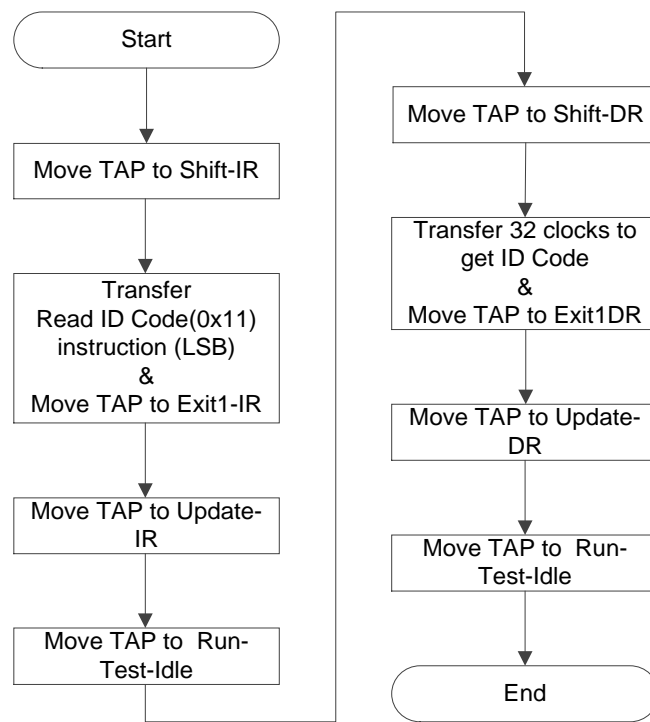 Start
Move TAP to Shift-IR
Transfer
Read ID Code(0x11)
instruction (LSB)
&
Move TAP to Exit1-IR
Move TAP to Update-
IR
Move TAP to  Run-
Test-Idle
Move TAP to Shift-DR
Transfer 32 clocks to
get ID Code
&
Move TAP to Exit1DR
Move TAP to Update-
DR
Move TAP to  Run-
Test-Idle
End